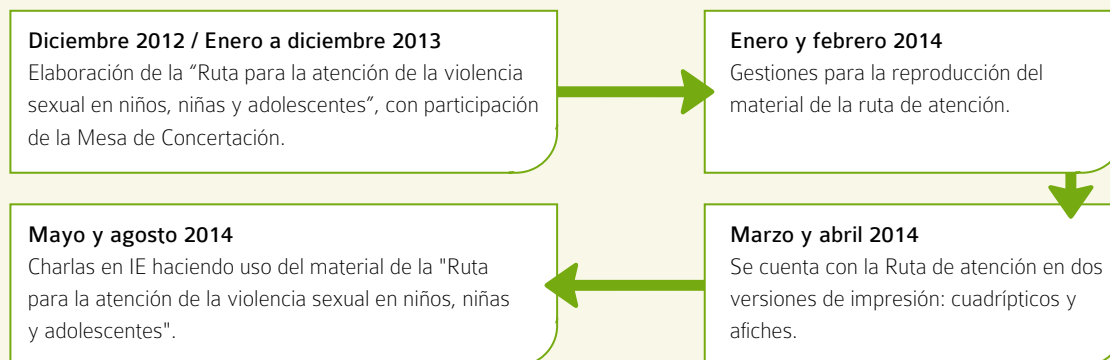 Diciembre 2012 / Enero a diciembre 2013
Elaboración de la “Ruta para la atención de la violencia
sexual en niños, niñas y adolescentes”, con participación
de la Mesa de Concertación.
Enero y febrero 2014
Gestiones para la reproducción del
material de la ruta de atención.
Marzo y abril 2014
Se cuenta con la Ruta de atención en dos
versiones de impresión: cuadrípticos y
afiches.
Mayo y agosto 2014
Charlas en IE haciendo uso del material de la "Ruta
para la atención de la violencia sexual en niños, niñas
y adolescentes".